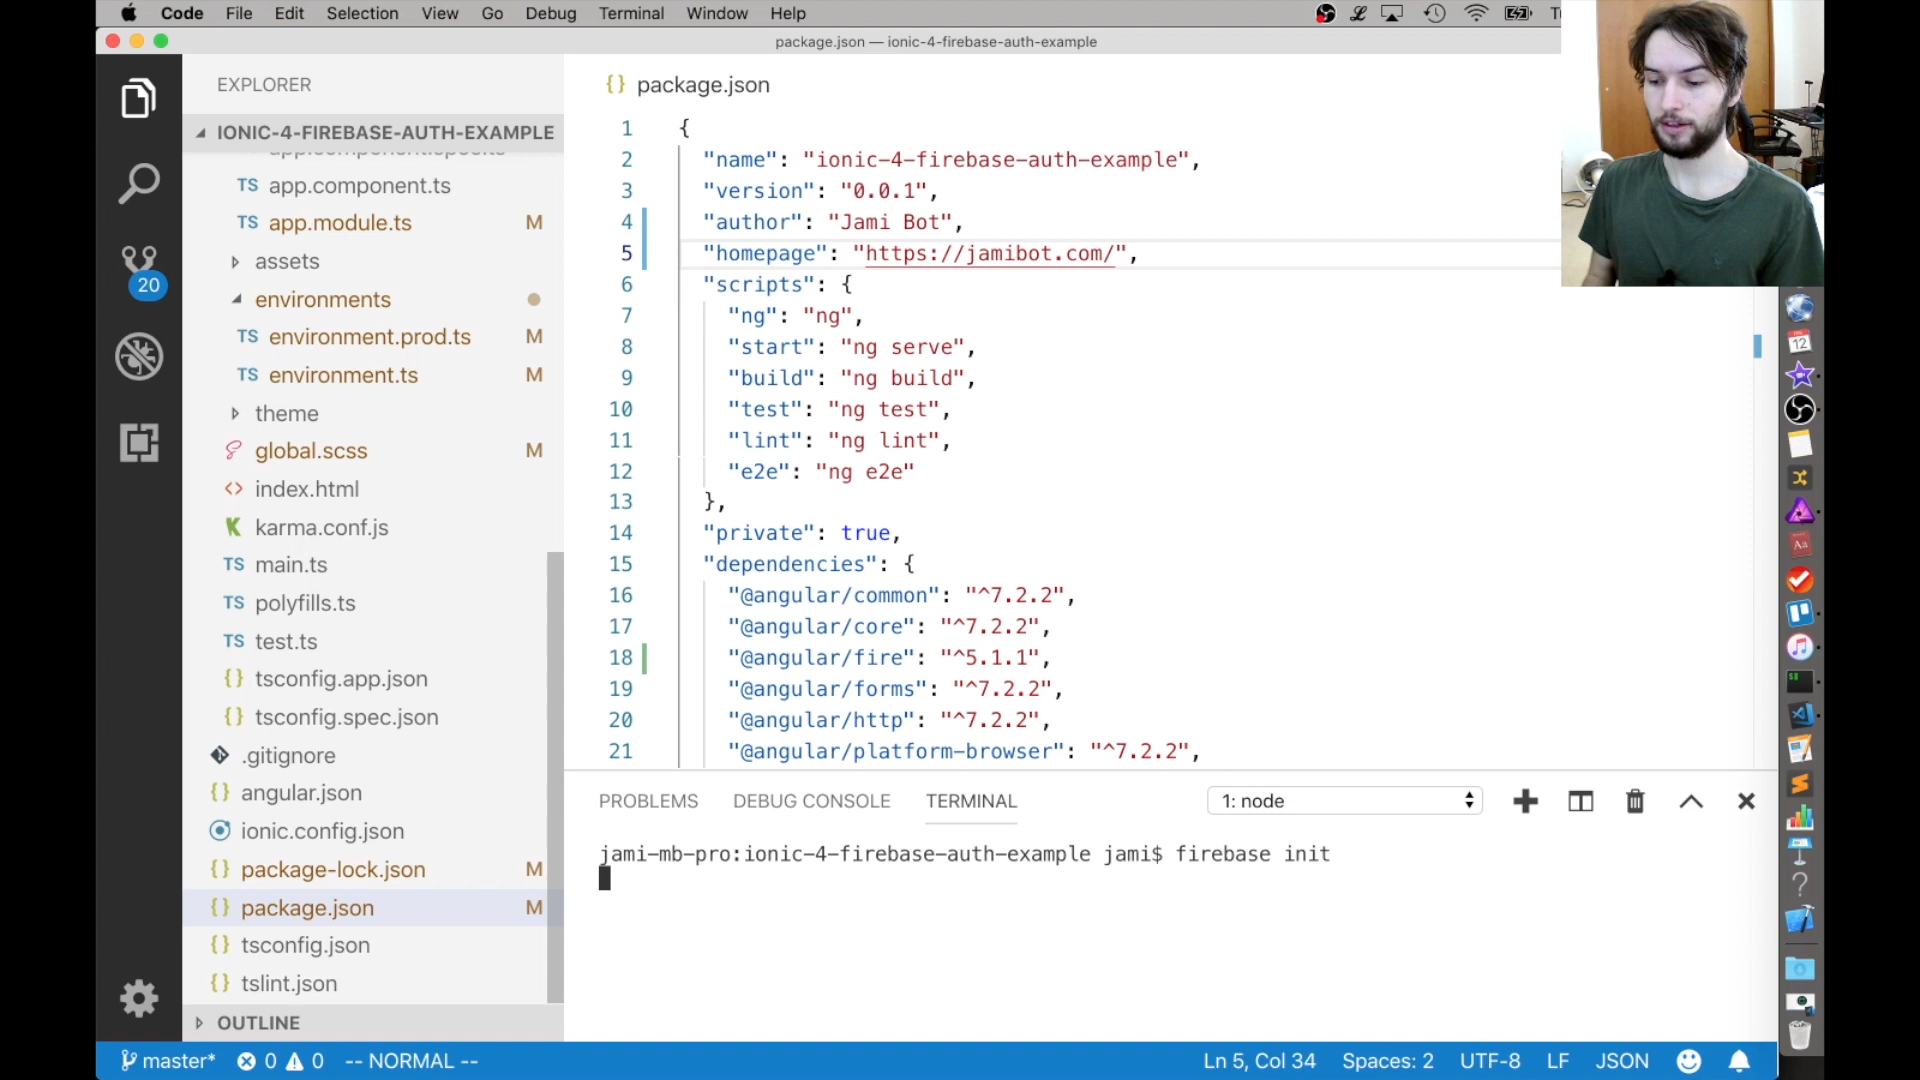 Code File Edit Selection View Go Debug Terminal Window Help
package.json — ionic-4-firebase-auth-example
EXPLORER
IONIC-4-FIREBASE-AUTH-EXAMPLE
app.component.spec.ts
TS app.component.ts
TS app.module.ts M
assets
environments
TS environment.prod.ts M
TS environment.ts M
theme
global.scss M
<> index.html
karma.conf.js
TS main.ts
TS polyfills.ts
TS test.ts
{} tsconfig.app.json
{} tsconfig.spec.json
.gitignore
{} angular.json
ionic.config.json
{} package-lock.json M
{} package.json M
{} tsconfig.json
{} tslint.json
OUTLINE
20
{} package.json
1 {
2 "name": "ionic-4-firebase-auth-example",
3 "version": "0.0.1",
4 "author": "Jami Bot",
5 "homepage": "https://jamibot.com/",
6 "scripts": {
7 "ng": "ng",
8 "start": "ng serve",
9 "build": "ng build",
10 "test": "ng test",
11 "lint": "ng lint",
12 "e2e": "ng e2e"
13 },
14 "private": true,
15 "dependencies": {
16 "@angular/common": "^7.2.2",
17 "@angular/core": "^7.2.2",
18 "@angular/fire": "^5.1.1",
19 "@angular/forms": "^7.2.2",
20 "@angular/http": "^7.2.2",
21 "@angular/platform-browser": "^7.2.2",
PROBLEMS DEBUG CONSOLE TERMINAL 1: node
jami-mb-pro:ionic-4-firebase-auth-example jami$ firebase init
12
Aa
master* 0 0 -- NORMAL -- Ln 5, Col 34 Spaces: 2 UTF-8 LF JSON